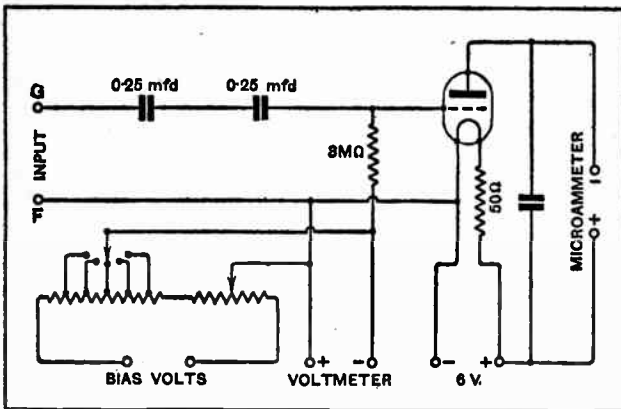 0·25 mfd 0·25 mfd
G
INPUT
F
3MΩ
50Ω
MICROAMMETER
- +
BIAS VOLTS
+ VOLTMETER -
- 6 V. +